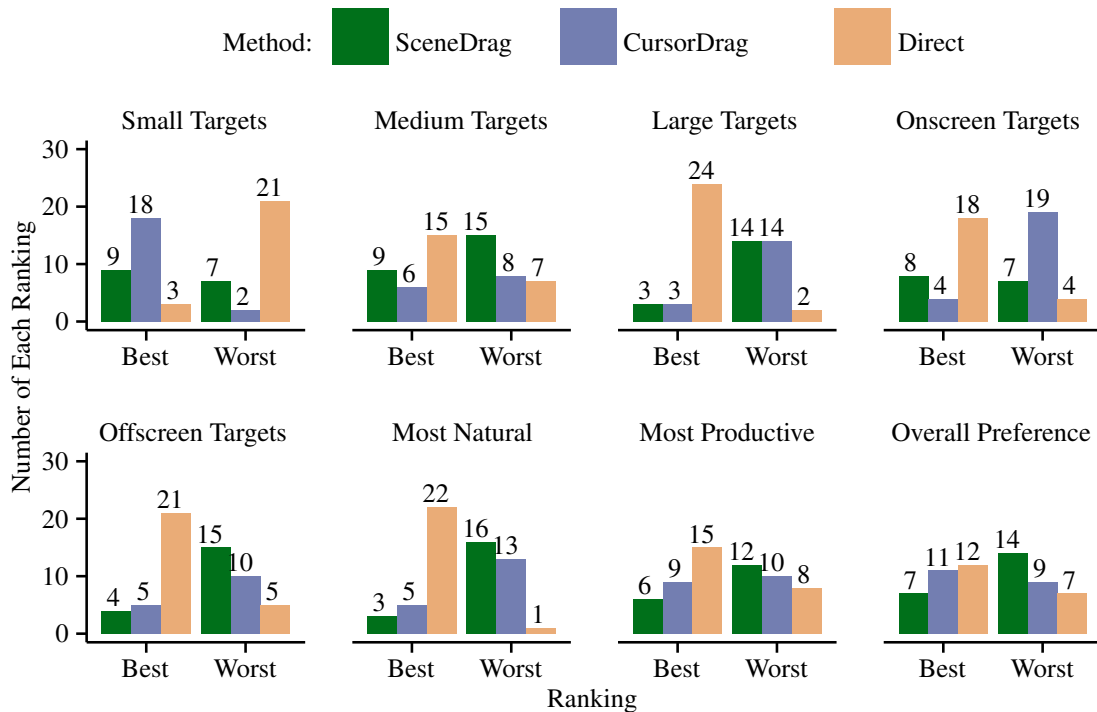 Method: SceneDrag CursorDrag Direct
Number of Each Ranking
Small Targets Medium Targets Large Targets Onscreen Targets
30
20
10
0
9 18 3 7 2 21
9 6 15 15 8 7
3 3 24 14 14 2
8 4 18 7 19 4
Best Worst Best Worst Best Worst Best Worst
Offscreen Targets Most Natural Most Productive Overall Preference
30
20
10
0
4 5 21 15 10 5
3 5 22 16 13 1
6 9 15 12 10 8
7 11 12 14 9 7
Best Worst Best Worst Best Worst Best Worst
Ranking